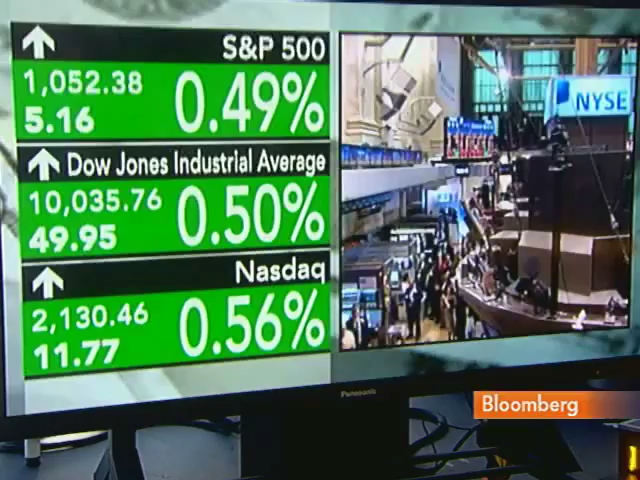 S&P 500
1,052.38
5.16
0.49%
Dow Jones Industrial Average
10,035.76
49.95
0.50%
Nasdaq
2,130.46
11.77
0.56%
NYSE
Panasonic
Bloomberg